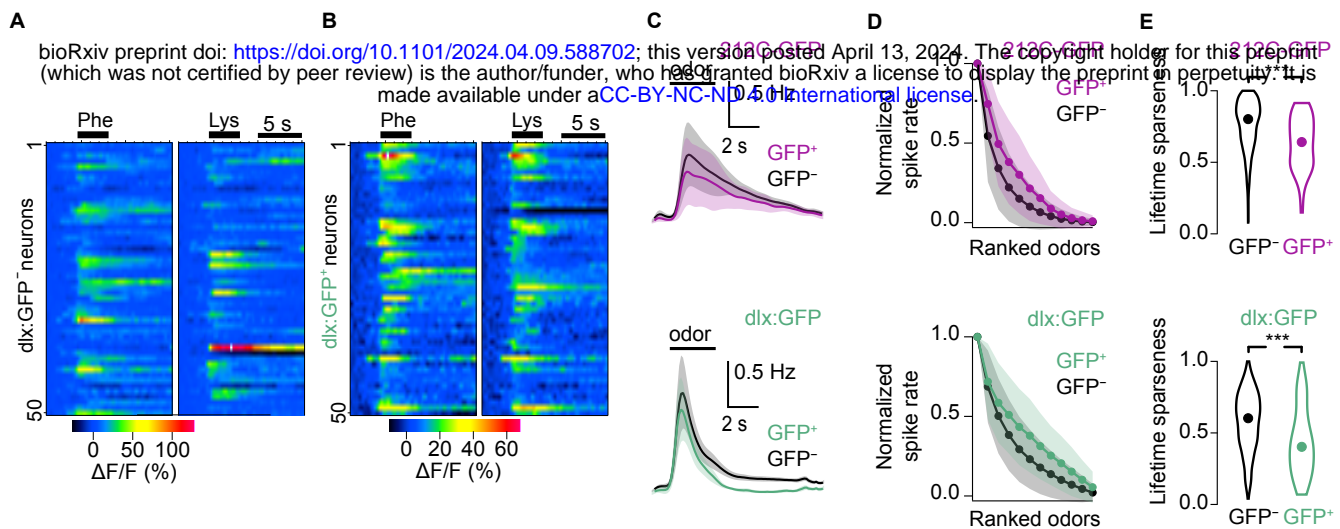 A
B
C
D
E
bioRxiv preprint doi: https://doi.org/10.1101/2024.04.09.588702; this version posted April 13, 2024. The copyright holder for this preprint
(which was not certified by peer review) is the author/funder, who has granted bioRxiv a license to display the preprint in perpetuity. It is
made available under aCC-BY-NC-ND 4.0 International license.
Phe
Lys
5 s
1
50
dlx:GFP⁻ neurons
0 50 100
ΔF/F (%)
Phe
Lys
5 s
1
50
dlx:GFP⁺ neurons
0 20 40 60
ΔF/F (%)
212C:GFP
odor
0.5 Hz
2 s
GFP⁺
GFP⁻
dlx:GFP
odor
0.5 Hz
2 s
GFP⁺
GFP⁻
212C:GFP
GFP⁺
GFP⁻
Normalized
spike rate
1.0
0.5
0.0
Ranked odors
dlx:GFP
GFP⁺
GFP⁻
Normalized
spike rate
1.0
0.5
0.0
Ranked odors
212C:GFP
***
Lifetime sparseness
1.0
0.5
0.0
GFP⁻ GFP⁺
dlx:GFP
***
Lifetime sparseness
1.0
0.5
0.0
GFP⁻ GFP⁺